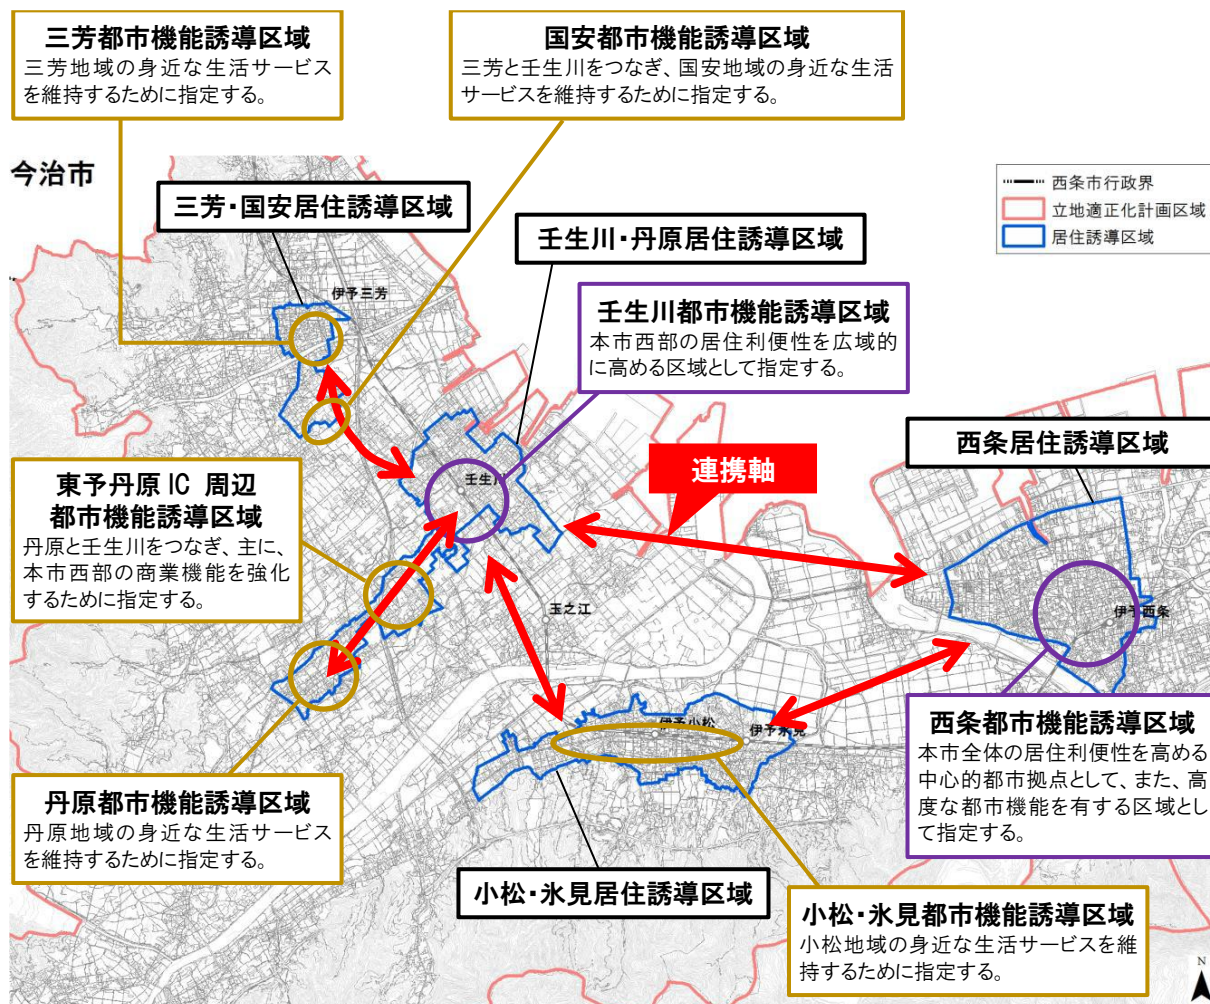 三芳都市機能誘導区域
三芳地域の身近な生活サービス
を維持するために指定する。
国安都市機能誘導区域
三芳と壬生川をつなぎ、国安地域の身近な生活
サービスを維持するために指定する。
今治市
西条市行政界
立地適正化計画区域
居住誘導区域
三芳・国安居住誘導区域
壬生川・丹原居住誘導区域
伊予三芳
壬生川都市機能誘導区域
本市西部の居住利便性を広域的
に高める区域として指定する。
西条居住誘導区域
連携軸
東予丹原IC 周辺
都市機能誘導区域
丹原と壬生川をつなぎ、主に、
本市西部の商業機能を強化
するために指定する。
壬生川
玉之江
伊予西条
伊予小松
伊予氷見
西条都市機能誘導区域
本市全体の居住利便性を高める
中心的都市拠点として、また、高
度な都市機能を有する区域とし
て指定する。
丹原都市機能誘導区域
丹原地域の身近な生活サービス
を維持するために指定する。
小松・氷見居住誘導区域
小松・氷見都市機能誘導区域
小松地域の身近な生活サービスを維
持するために指定する。
N